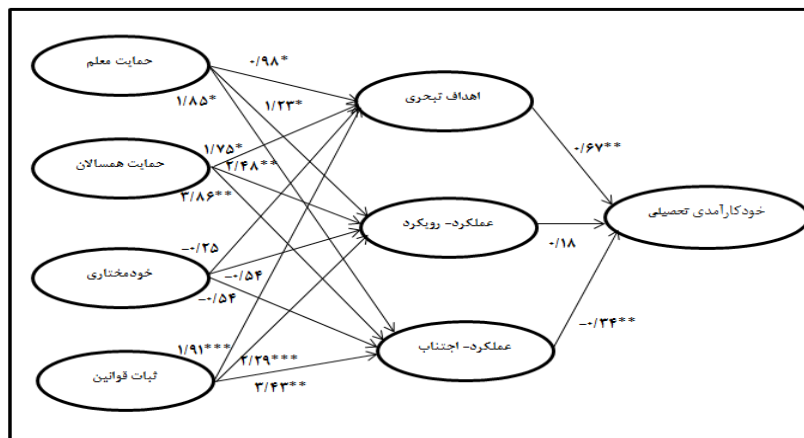 حمایت معلم
۰/۹۸*
۱/۲۳*
۱/۸۵*
اهداف تبحری
۰/۶۷**
حمایت همسالان
۱/۷۵*
۲/۴۸**
۳/۸۶**
عملکرد- رویکرد
۰/۱۸
خودکارآمدی تحصیلی
خودمختاری
–۰/۲۵
–۰/۵۴
–۰/۵۴
عملکرد- اجتناب
–۰/۳۴**
ثبات قوانین
۱/۹۱***
۲/۲۹***
۳/۴۳**